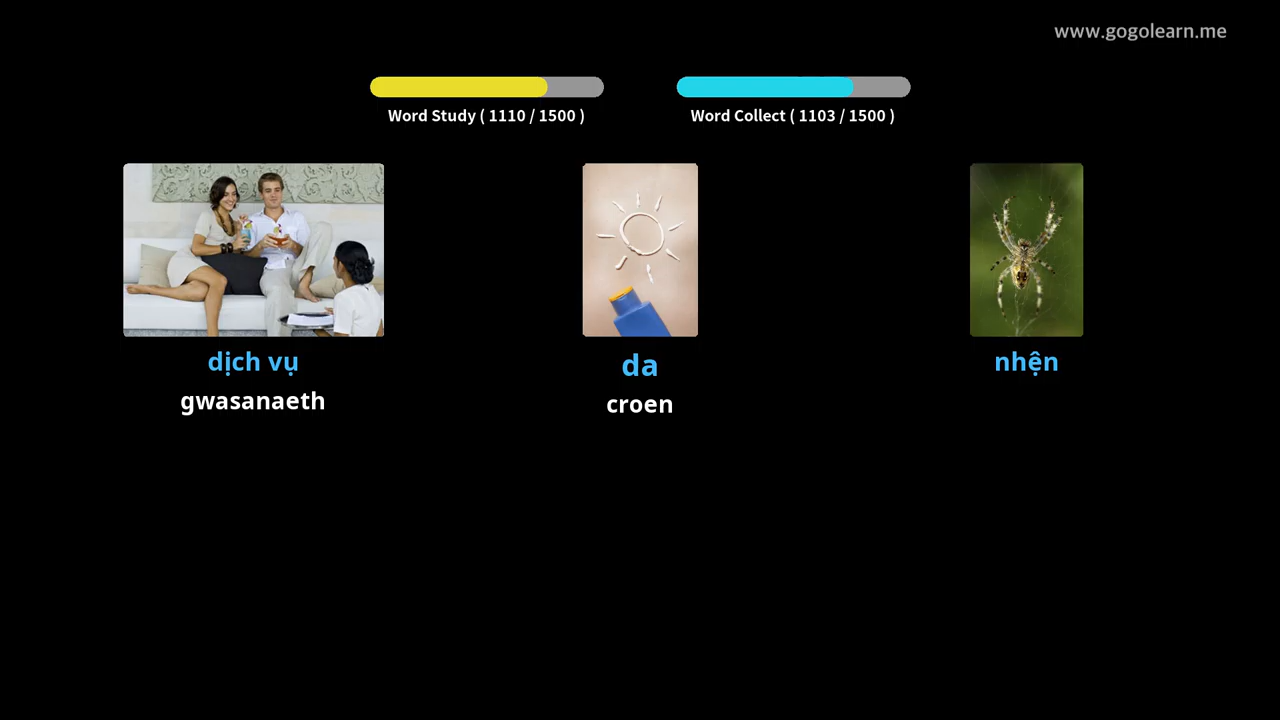 www.gogolearn.me
Word Study ( 1110 / 1500 )
Word Collect ( 1103 / 1500 )
dịch vụ
gwasanaeth
da
croen
nhện